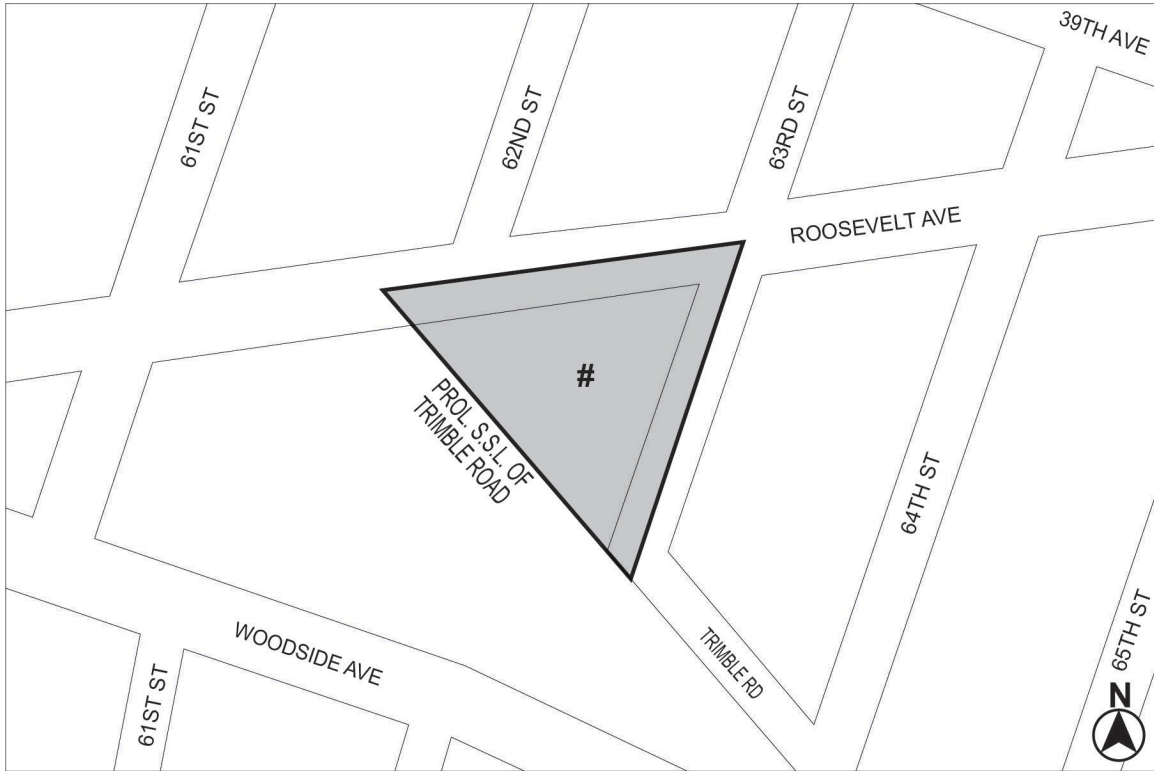 39TH AVE
61ST ST
62ND ST
63RD ST
ROOSEVELT AVE
#
PROL. S.S.L. OF
TRIMBLE ROAD
64TH ST
65TH ST
TRIMBLE RD
WOODSIDE AVE
61ST ST
N